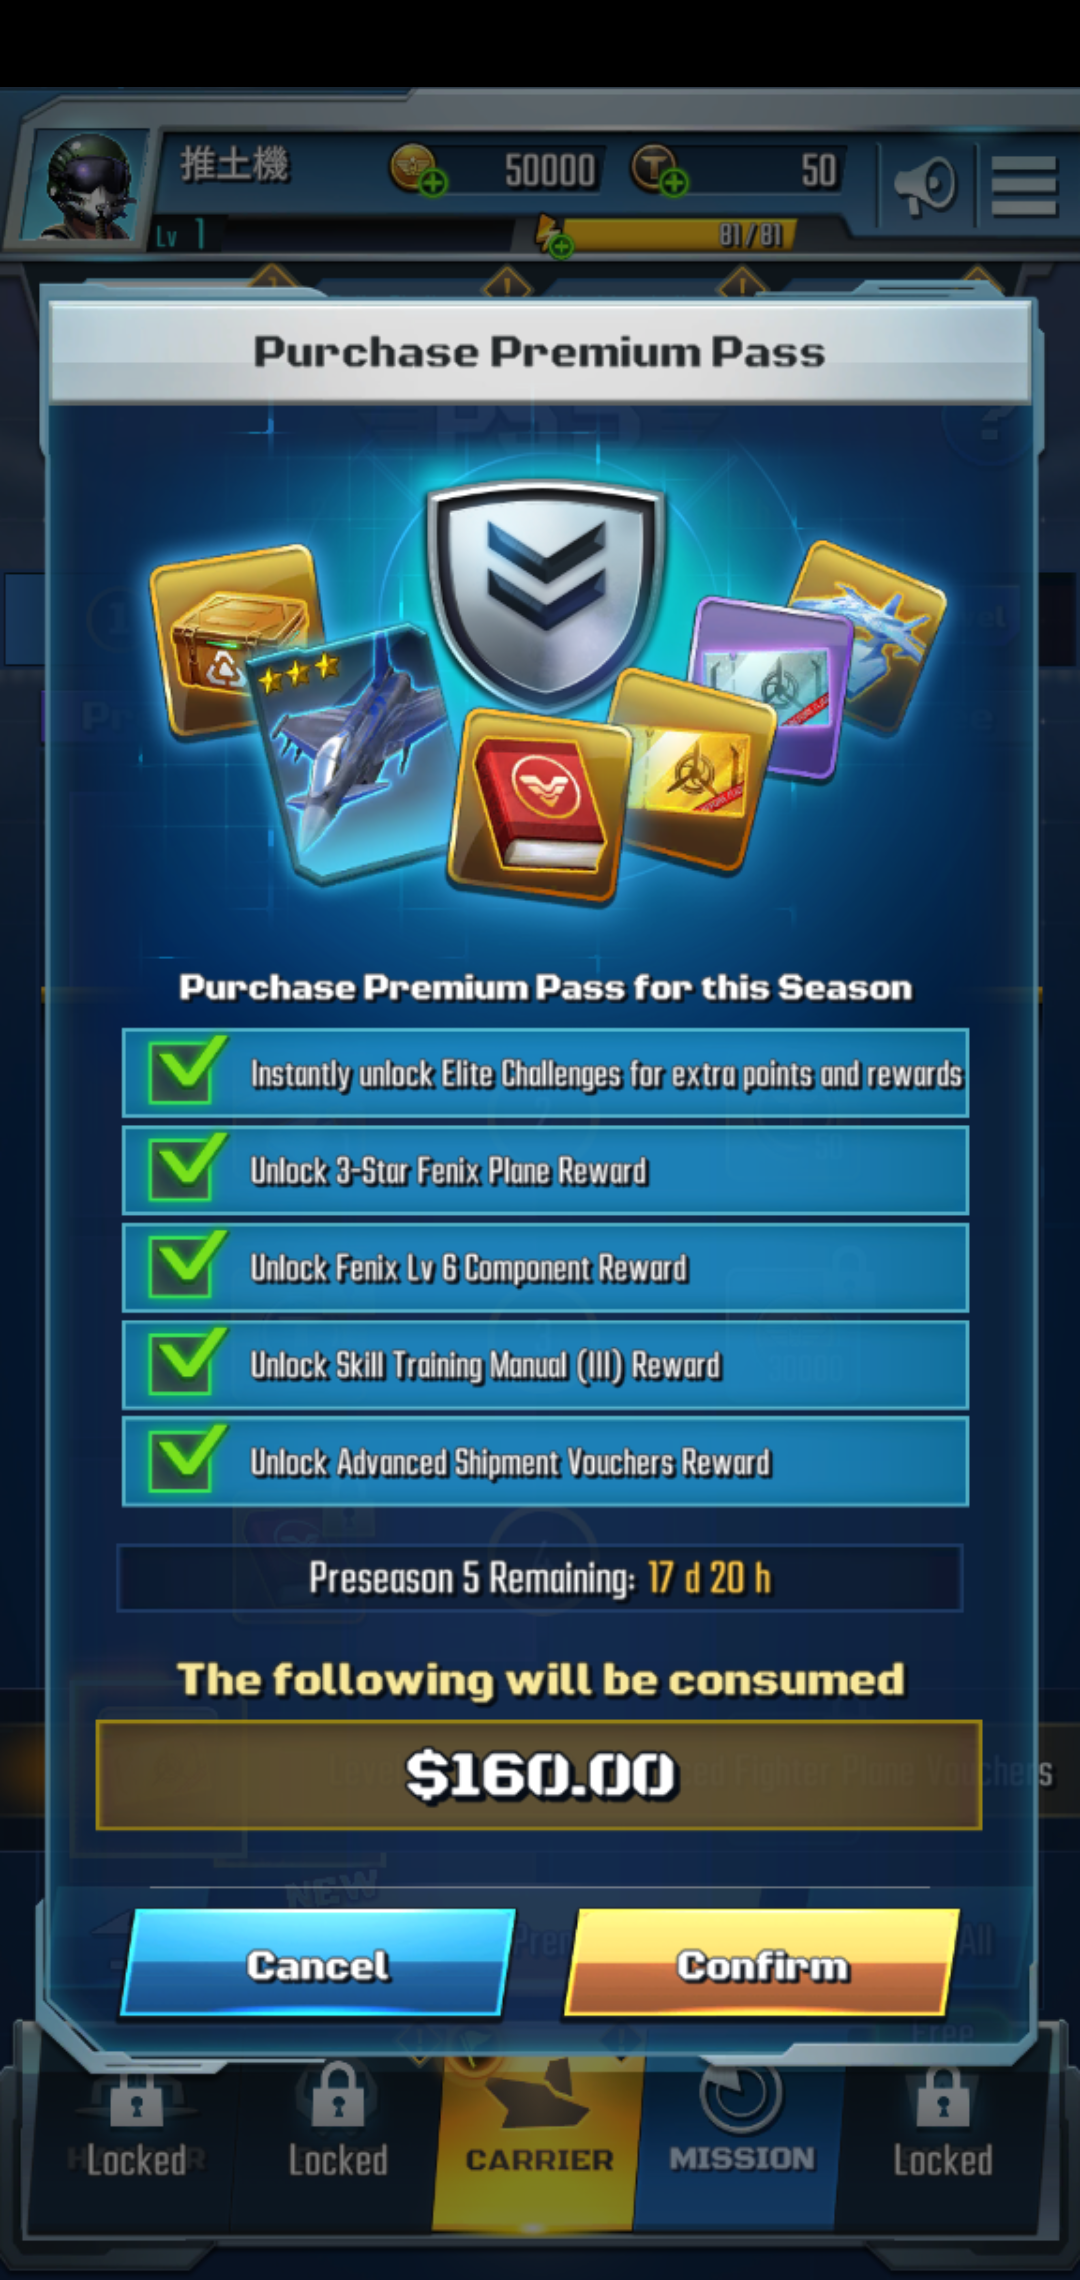 推土機
50000
50
Lv 1
81/81
Purchase Premium Pass
Purchase Premium Pass for this Season
Instantly unlock Elite Challenges for extra points and rewards
Unlock 3-Star Fenix Plane Reward
Unlock Fenix Lv 6 Component Reward
Unlock Skill Training Manual (III) Reward
Unlock Advanced Shipment Vouchers Reward
Preseason 5 Remaining: 17 d 20 h
The following will be consumed
$160.00
NEW
Cancel
Confirm
All
Free
Locked
Locked
CARRIER
MISSION
Locked